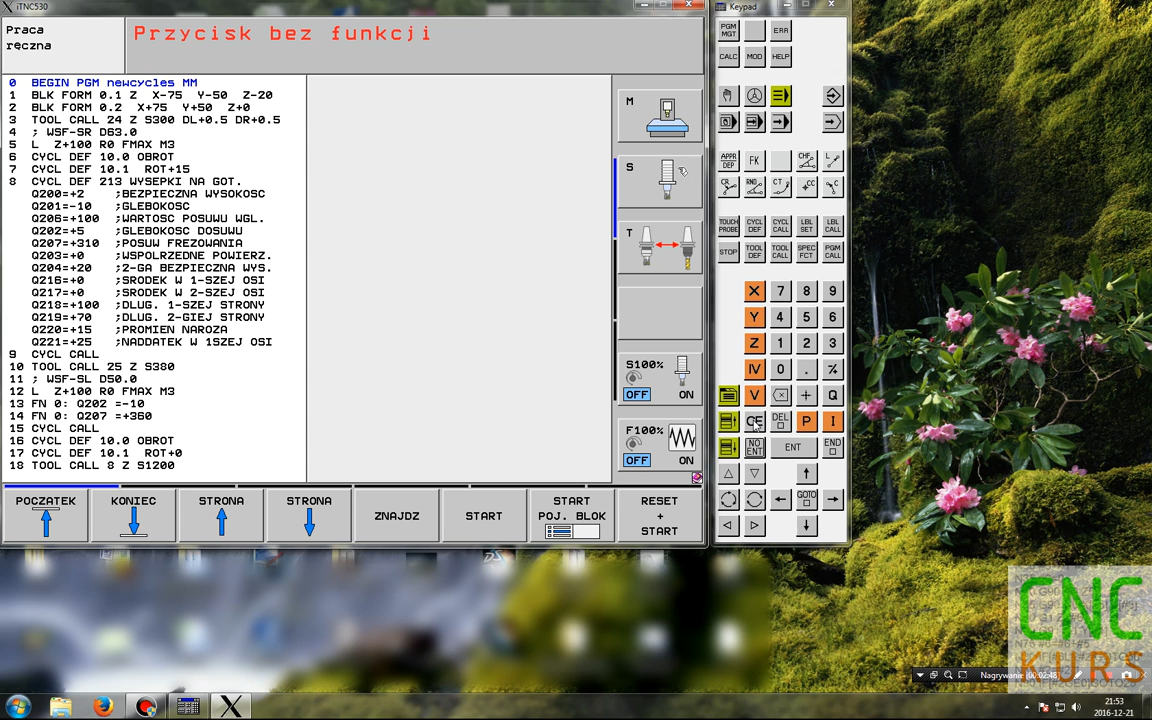 iTNC530
Praca
ręczna
Przycisk bez funkcji
0 BEGIN PGM newcycles MM
1 BLK FORM 0.1 Z X-75 Y-50 Z-20
2 BLK FORM 0.2 X+75 Y+50 Z+0
3 TOOL CALL 24 Z S300 DL+0.5 DR+0.5
4 ; WSF-SR D63.0
5 L Z+100 R0 FMAX M3
6 CYCL DEF 10.0 OBROT
7 CYCL DEF 10.1 ROT+15
8 CYCL DEF 213 WYSEPKI NA GOT.
Q200=+2 ;BEZPIECZNA WYSOKOSC
Q201=-10 ;GLEBOKOSC
Q206=+100 ;WARTOSC POSUWU WGL.
Q202=+5 ;GLEBOKOSC DOSUWU
Q207=+310 ;POSUW FREZOWANIA
Q203=+0 ;WSPOLRZEDNE POWIERZ.
Q204=+20 ;2-GA BEZPIECZNA WYS.
Q216=+0 ;SRODEK W 1-SZEJ OSI
Q217=+0 ;SRODEK W 2-SZEJ OSI
Q218=+100 ;DLUG. 1-SZEJ STRONY
Q219=+70 ;DLUG. 2-GIEJ STRONY
Q220=+15 ;PROMIEN NAROZA
Q221=+25 ;NADDATEK W 1SZEJ OSI
9 CYCL CALL
10 TOOL CALL 25 Z S380
11 ; WSF-SL D50.0
12 L Z+100 R0 FMAX M3
13 FN 0: Q202 =-10
14 FN 0: Q207 =+360
15 CYCL CALL
16 CYCL DEF 10.0 OBROT
17 CYCL DEF 10.1 ROT+0
18 TOOL CALL 8 Z S1200
M
S
T
S100%
OFF ON
F100%
OFF ON
POCZATEK
KONIEC
STRONA
STRONA
ZNAJDZ
START
START
POJ. BLOK
RESET
+
START
Keypad
PGM MGT ERR
CALC MOD HELP
APPR DEP FK CHF L
CR RND CT CC C
TOUCH PROBE CYCL DEF CYCL CALL LBL SET LBL CALL
STOP TOOL DEF TOOL CALL SPEC FCT PGM CALL
X 7 8 9
Y 4 5 6
Z 1 2 3
IV 0 .
V Q
CE DEL P I
NO ENT ENT END
GOTO
CNC
KURS
Nagrywanie [00:02:48]
21:53
2016-12-21